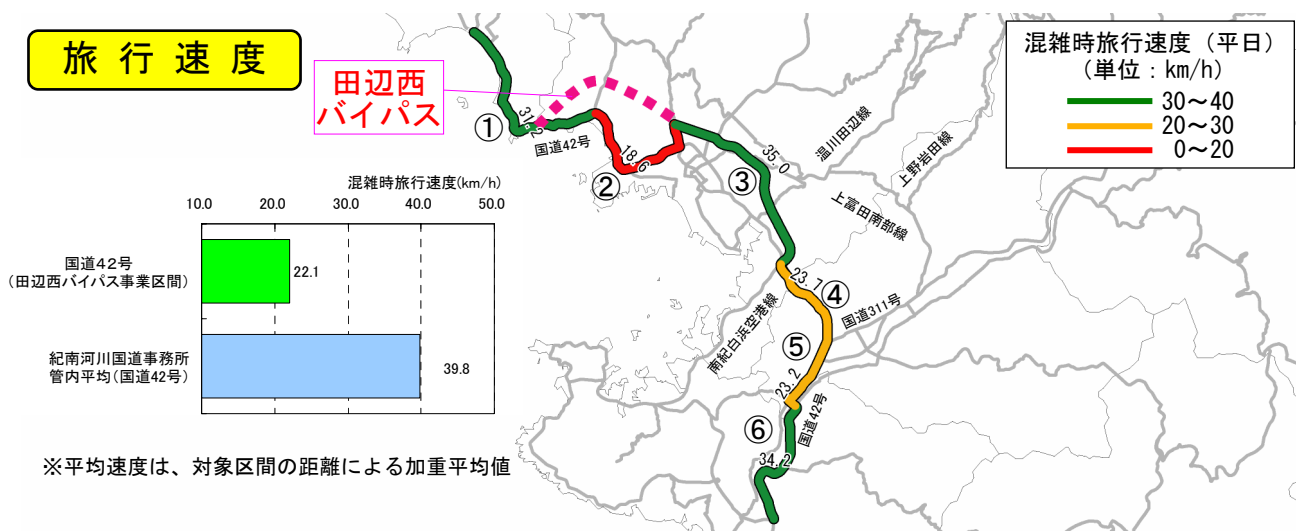 旅行速度
田辺西
バイパス
混雑時旅行速度（平日）
（単位：km/h）
30～40
20～30
0～20
①
31.2
国道42号
②
18.6
③
35.0
温川田辺線
上野岩田線
上富田南部線
④
23.7
国道311号
南紀白浜空港線
⑤
23.2
⑥
国道42号
34.2
混雑時旅行速度(km/h)
10.0 20.0 30.0 40.0 50.0
国道４２号
（田辺西バイパス事業区間）
22.1
紀南河川国道事務所
管内平均（国道42号）
39.8
※平均速度は、対象区間の距離による加重平均値